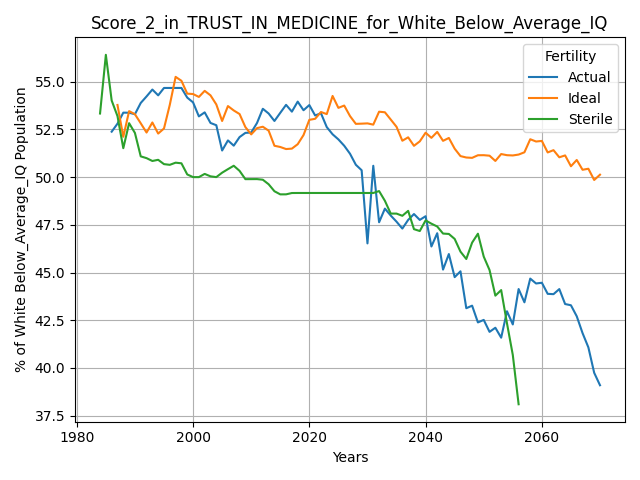 Score_2_in_TRUST_IN_MEDICINE_for_White_Below_Average_IQ
Fertility
Actual
Ideal
Sterile
% of White Below_Average_IQ Population
55.0
52.5
50.0
47.5
45.0
42.5
40.0
37.5
1980
2000
2020
2040
2060
Years